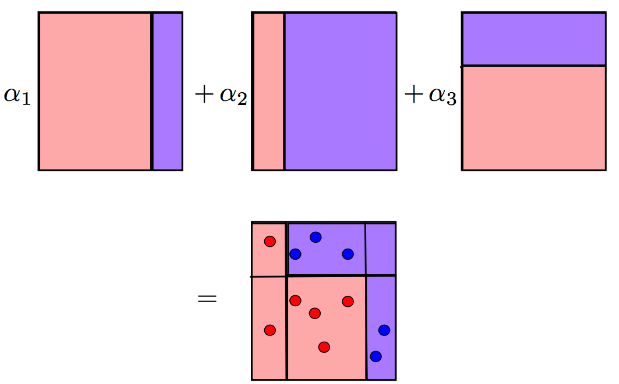 α₁ + α₂ + α₃
=